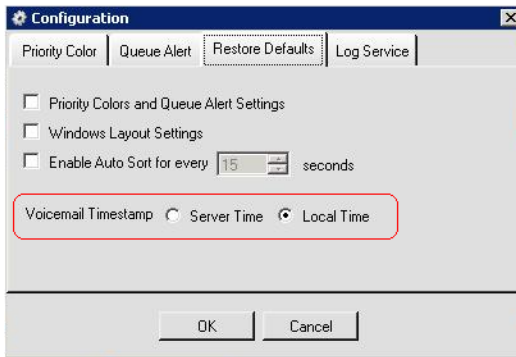 Configuration
Priority Color Queue Alert Restore Defaults Log Service
Priority Colors and Queue Alert Settings
Windows Layout Settings
Enable Auto Sort for every 15 seconds
Voicemail Timestamp Server Time Local Time
OK Cancel